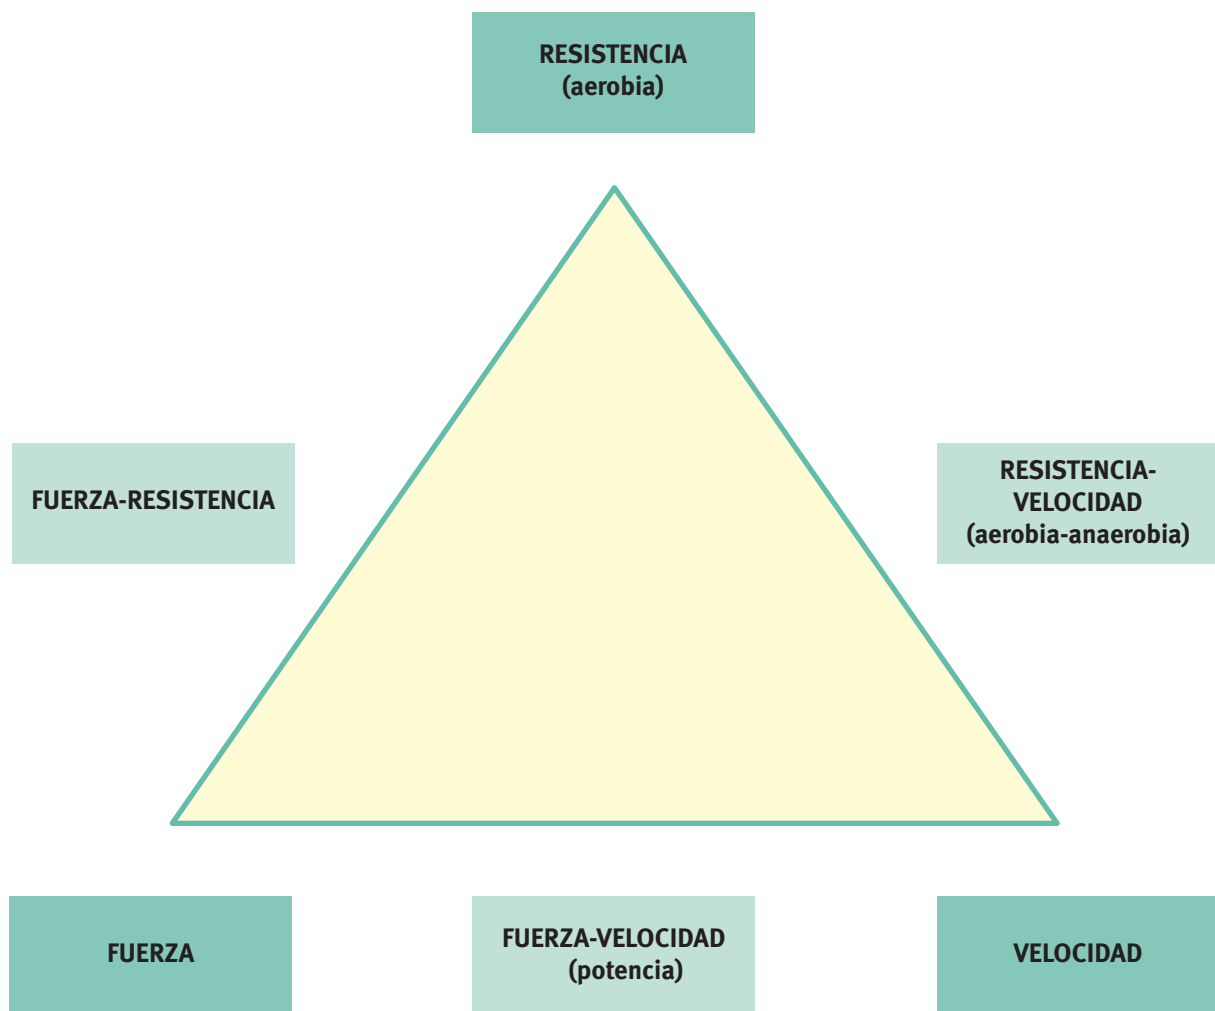 RESISTENCIA
(aerobia)
FUERZA-RESISTENCIA
RESISTENCIA-
VELOCIDAD
(aerobia-anaerobia)
FUERZA
FUERZA-VELOCIDAD
(potencia)
VELOCIDAD